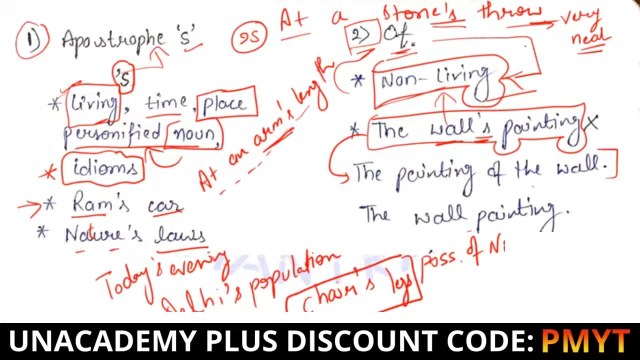 1) Apostrophe 's'
's
* living, time, place
personified noun,
* idioms
* Ram's car
* Nature's laws
Today's evening
Delhi's population
At an arm's length
25 At a stone's throw → very near
2) Of
Non-living
* The wall's painting ×
→ The painting of the wall.
The wall painting.
Chair's legs
poss. of N
UNACADEMY PLUS DISCOUNT CODE: PMYT